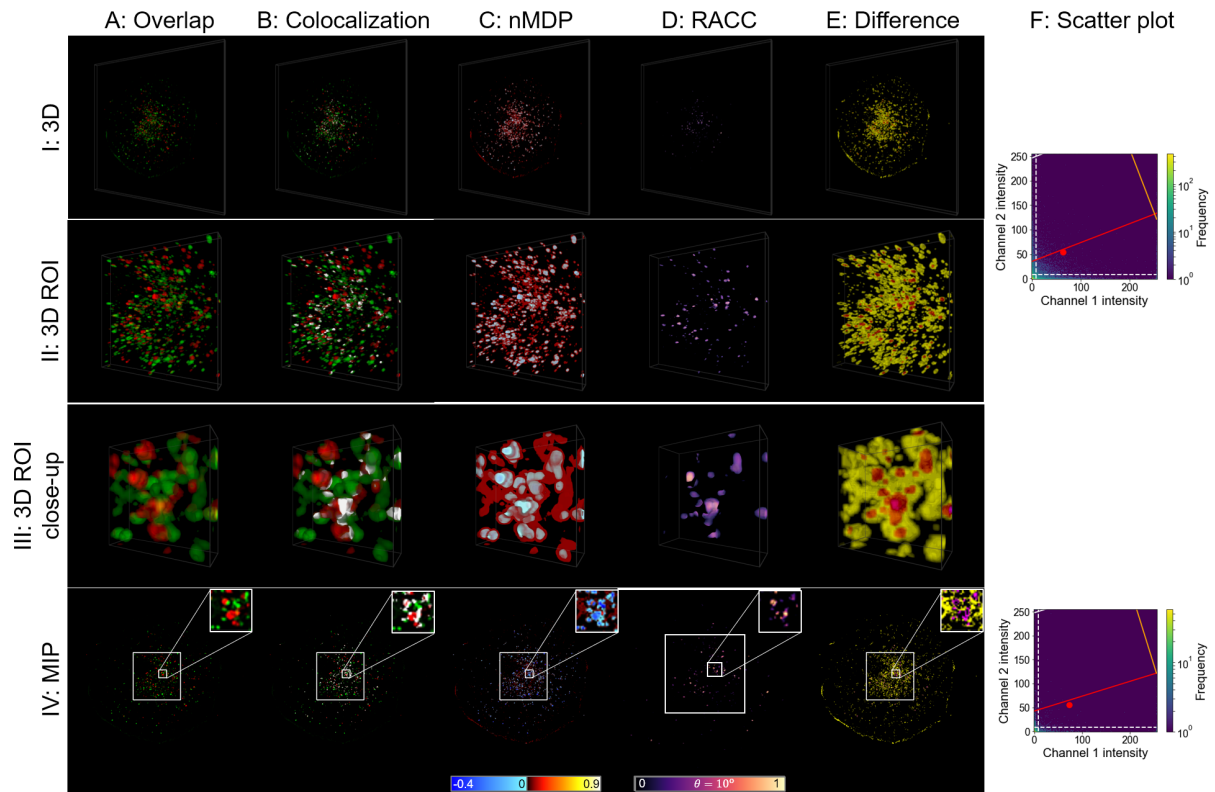 A: Overlap
B: Colocalization
C: nMDP
D: RACC
E: Difference
F: Scatter plot
I: 3D
250
200
150
100
50
0
Channel 2 intensity
0
100
200
Channel 1 intensity
10²
10¹
10⁰
Frequency
II: 3D ROI
III: 3D ROI
close-up
IV: MIP
250
200
150
100
50
0
Channel 2 intensity
0
100
200
Channel 1 intensity
10¹
10⁰
Frequency
-0.4
0
0.9
0
θ = 10º
1